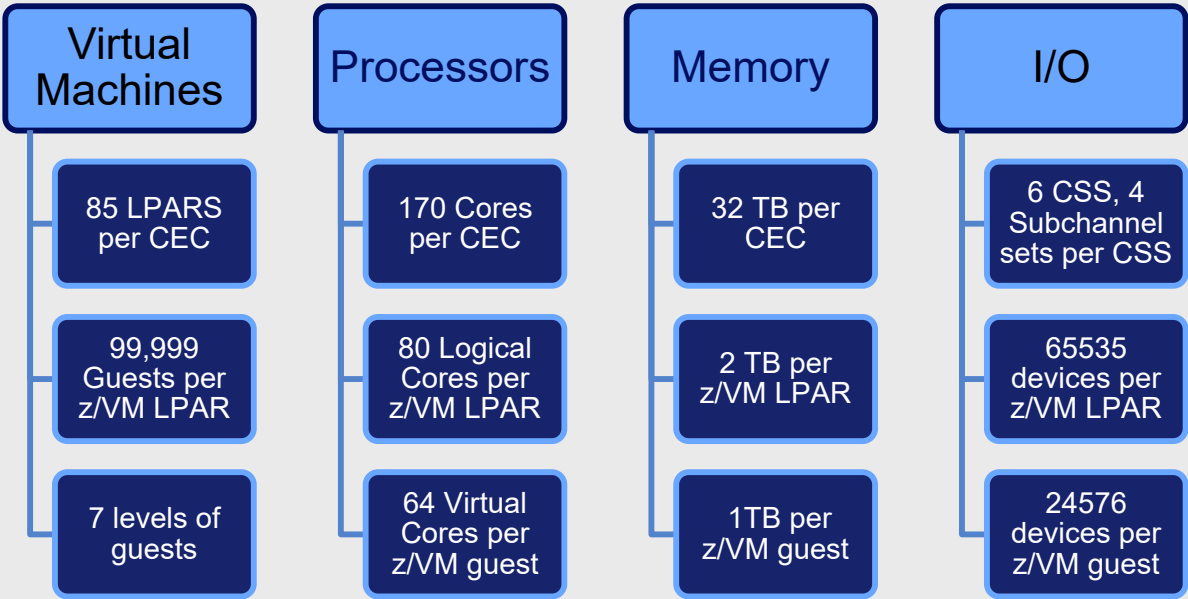 Virtual
Machines
85 LPARS
per CEC
99,999
Guests per
z/VM LPAR
7 levels of
guests
Processors
170 Cores
per CEC
80 Logical
Cores per
z/VM LPAR
64 Virtual
Cores per
z/VM guest
Memory
32 TB per
CEC
2 TB per
z/VM LPAR
1TB per
z/VM guest
I/O
6 CSS, 4
Subchannel
sets per CSS
65535
devices per
z/VM LPAR
24576
devices per
z/VM guest